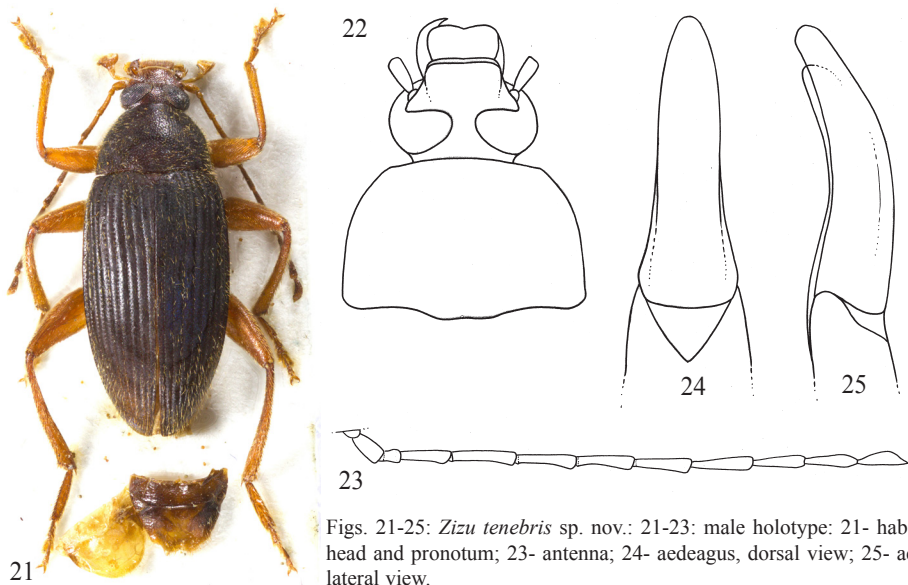 22
21
24
25
23
Figs. 21-25: Zizu tenebris sp. nov.: 21-23: male holotype: 21- hab
head and pronotum; 23- antenna; 24- aedeagus, dorsal view; 25- a
lateral view.